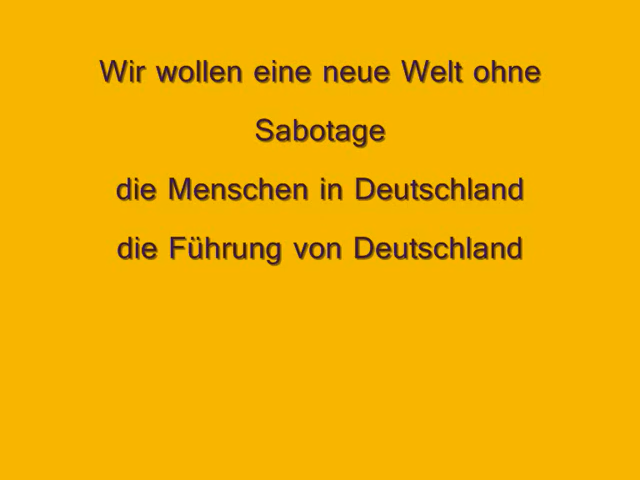 Wir wollen eine neue Welt ohne
Sabotage
die Menschen in Deutschland
die Führung von Deutschland